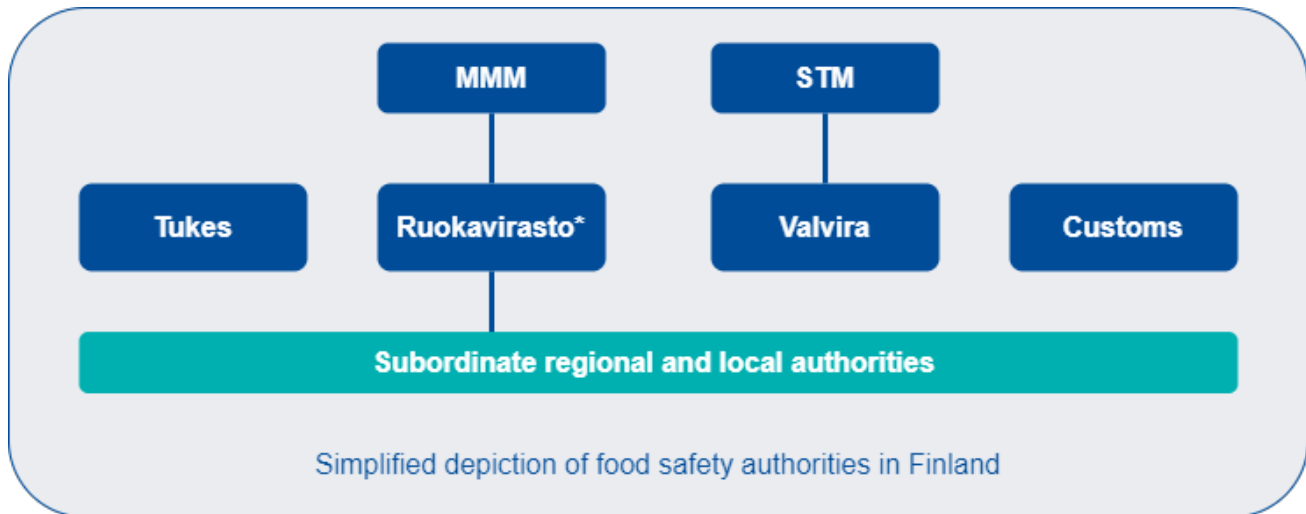 MMM
STM
Tukes
Ruokavirasto*
Valvira
Customs
Subordinate regional and local authorities
Simplified depiction of food safety authorities in Finland